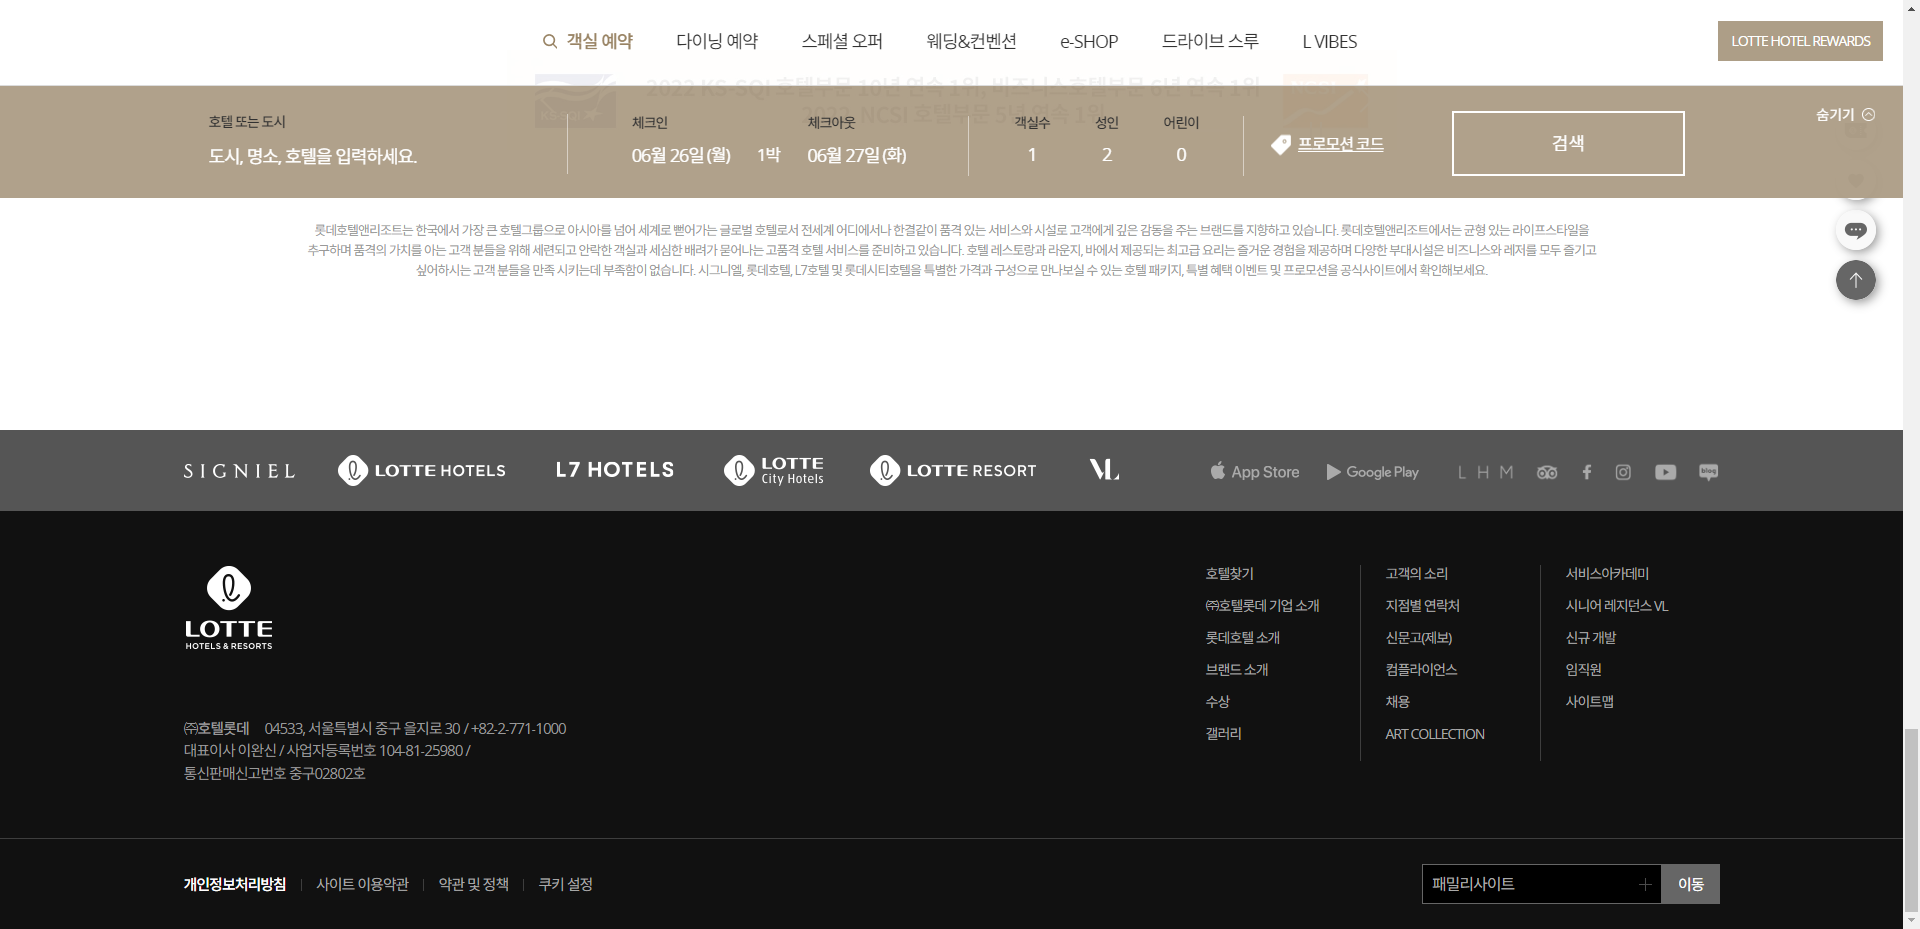 객실 예약 다이닝 예약 스페셜 오퍼 웨딩&컨벤션 e-SHOP 드라이브 스루 L VIBES LOTTE HOTEL REWARDS
2022 KS-SQI 호텔부문 10년 연속 1위, 비즈니스호텔부문 6년 연속 1위
2022 NCSI 호텔부문 5년 연속 1위
KS-SQI
NCSI
호텔 또는 도시 체크인 체크아웃 객실수 성인 어린이 숨기기
도시, 명소, 호텔을 입력하세요. 06월 26일 (월) 1박 06월 27일 (화) 1 2 0 프로모션 코드 검색
롯데호텔앤리조트는 한국에서 가장 큰 호텔그룹으로 아시아를 넘어 세계로 뻗어가는 글로벌 호텔로서 전세계 어디에서나 한결같이 품격 있는 서비스와 시설로 고객에게 깊은 감동을 주는 브랜드를 지향하고 있습니다. 롯데호텔앤리조트에서는 균형 있는 라이프스타일을
추구하며 품격의 가치를 아는 고객 분들을 위해 세련되고 안락한 객실과 세심한 배려가 묻어나는 고품격 호텔 서비스를 준비하고 있습니다. 호텔 레스토랑과 라운지, 바에서 제공되는 최고급 요리는 즐거운 경험을 제공하며 다양한 부대시설은 비즈니스와 레저를 모두 즐기고
싶어하시는 고객 분들을 만족 시키는데 부족함이 없습니다. 시그니엘, 롯데호텔, L7호텔 및 롯데시티호텔을 특별한 가격과 구성으로 만나보실 수 있는 호텔 패키지, 특별 혜택 이벤트 및 프로모션을 공식사이트에서 확인해보세요.
SIGNIEL LOTTE HOTELS L7 HOTELS LOTTE City Hotels LOTTE RESORT VL App Store Google Play L H M blog
LOTTE
HOTELS & RESORTS
㈜호텔롯데 04533, 서울특별시 중구 을지로 30 / +82-2-771-1000
대표이사 이완신 / 사업자등록번호 104-81-25980 /
통신판매신고번호 중구02802호
호텔찾기
㈜호텔롯데 기업 소개
롯데호텔 소개
브랜드 소개
수상
갤러리
고객의 소리
지점별 연락처
신문고(제보)
컴플라이언스
채용
ART COLLECTION
서비스아카데미
시니어 레지던스 VL
신규 개발
임직원
사이트맵
개인정보처리방침 사이트 이용약관 약관 및 정책 쿠키 설정 패밀리사이트 이동